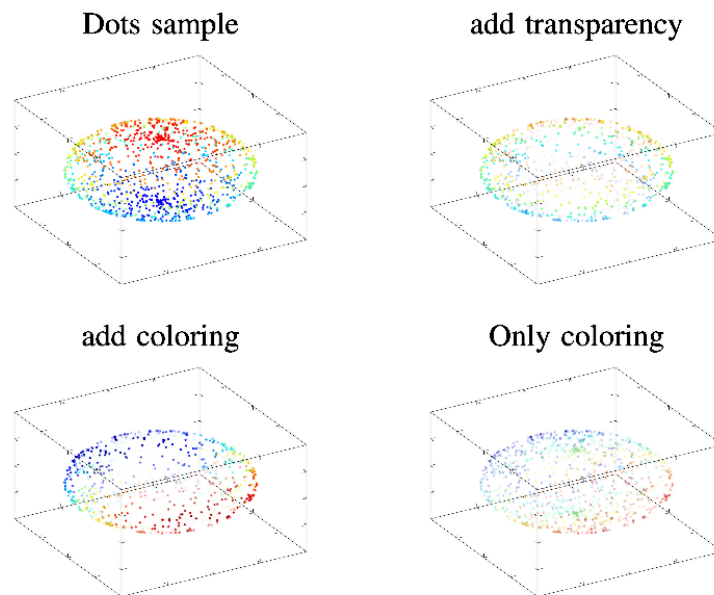 Dots sample
add transparency
add coloring
Only coloring